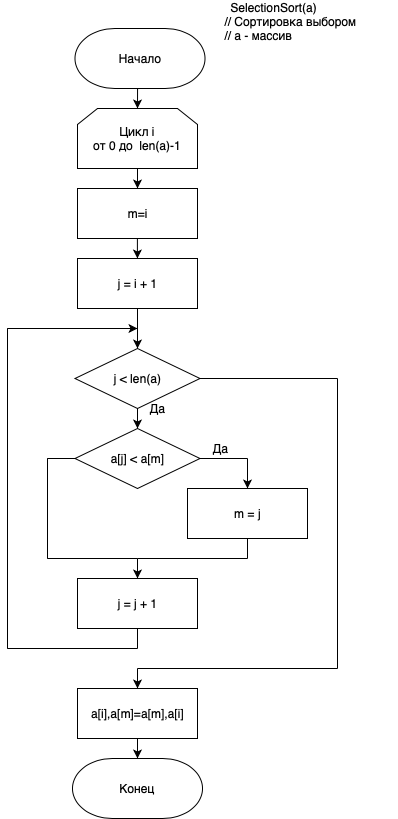 SelectionSort(a)
// Сортировка выбором
// а - массив
Начало
Цикл i
от 0 до len(a)-1
m=i
j = i + 1
j < len(a)
Да
a[j] < a[m]
Да
m = j
j = j + 1
a[i],a[m]=a[m],a[i]
Конец